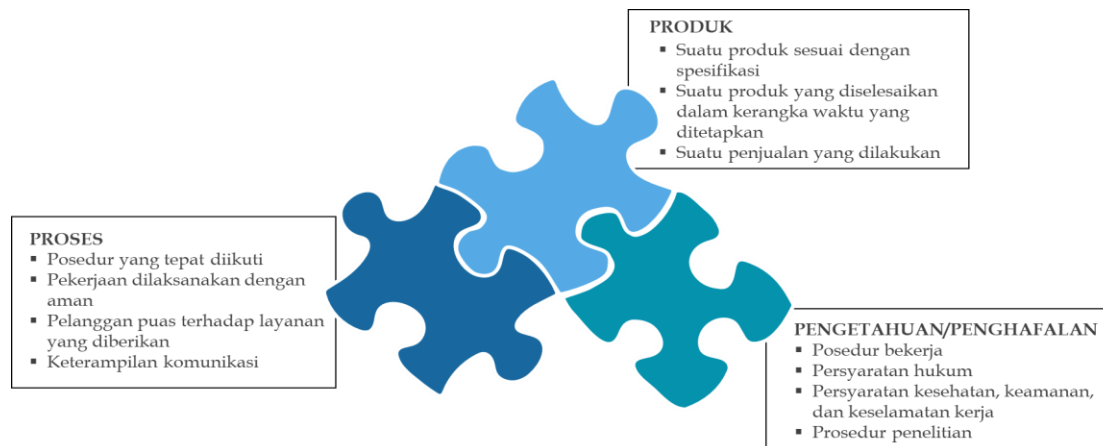 PRODUK
▪ Suatu produk sesuai dengan
spesifikasi
▪ Suatu produk yang diselesaikan
dalam kerangka waktu yang
ditetapkan
▪ Suatu penjualan yang dilakukan
PROSES
▪ Posedur yang tepat diikuti
▪ Pekerjaan dilaksanakan dengan
aman
▪ Pelanggan puas terhadap layanan
yang diberikan
▪ Keterampilan komunikasi
PENGETAHUAN/PENGHAFALAN
▪ Posedur bekerja
▪ Persyaratan hukum
▪ Persyaratan kesehatan, keamanan,
dan keselamatan kerja
▪ Prosedur penelitian